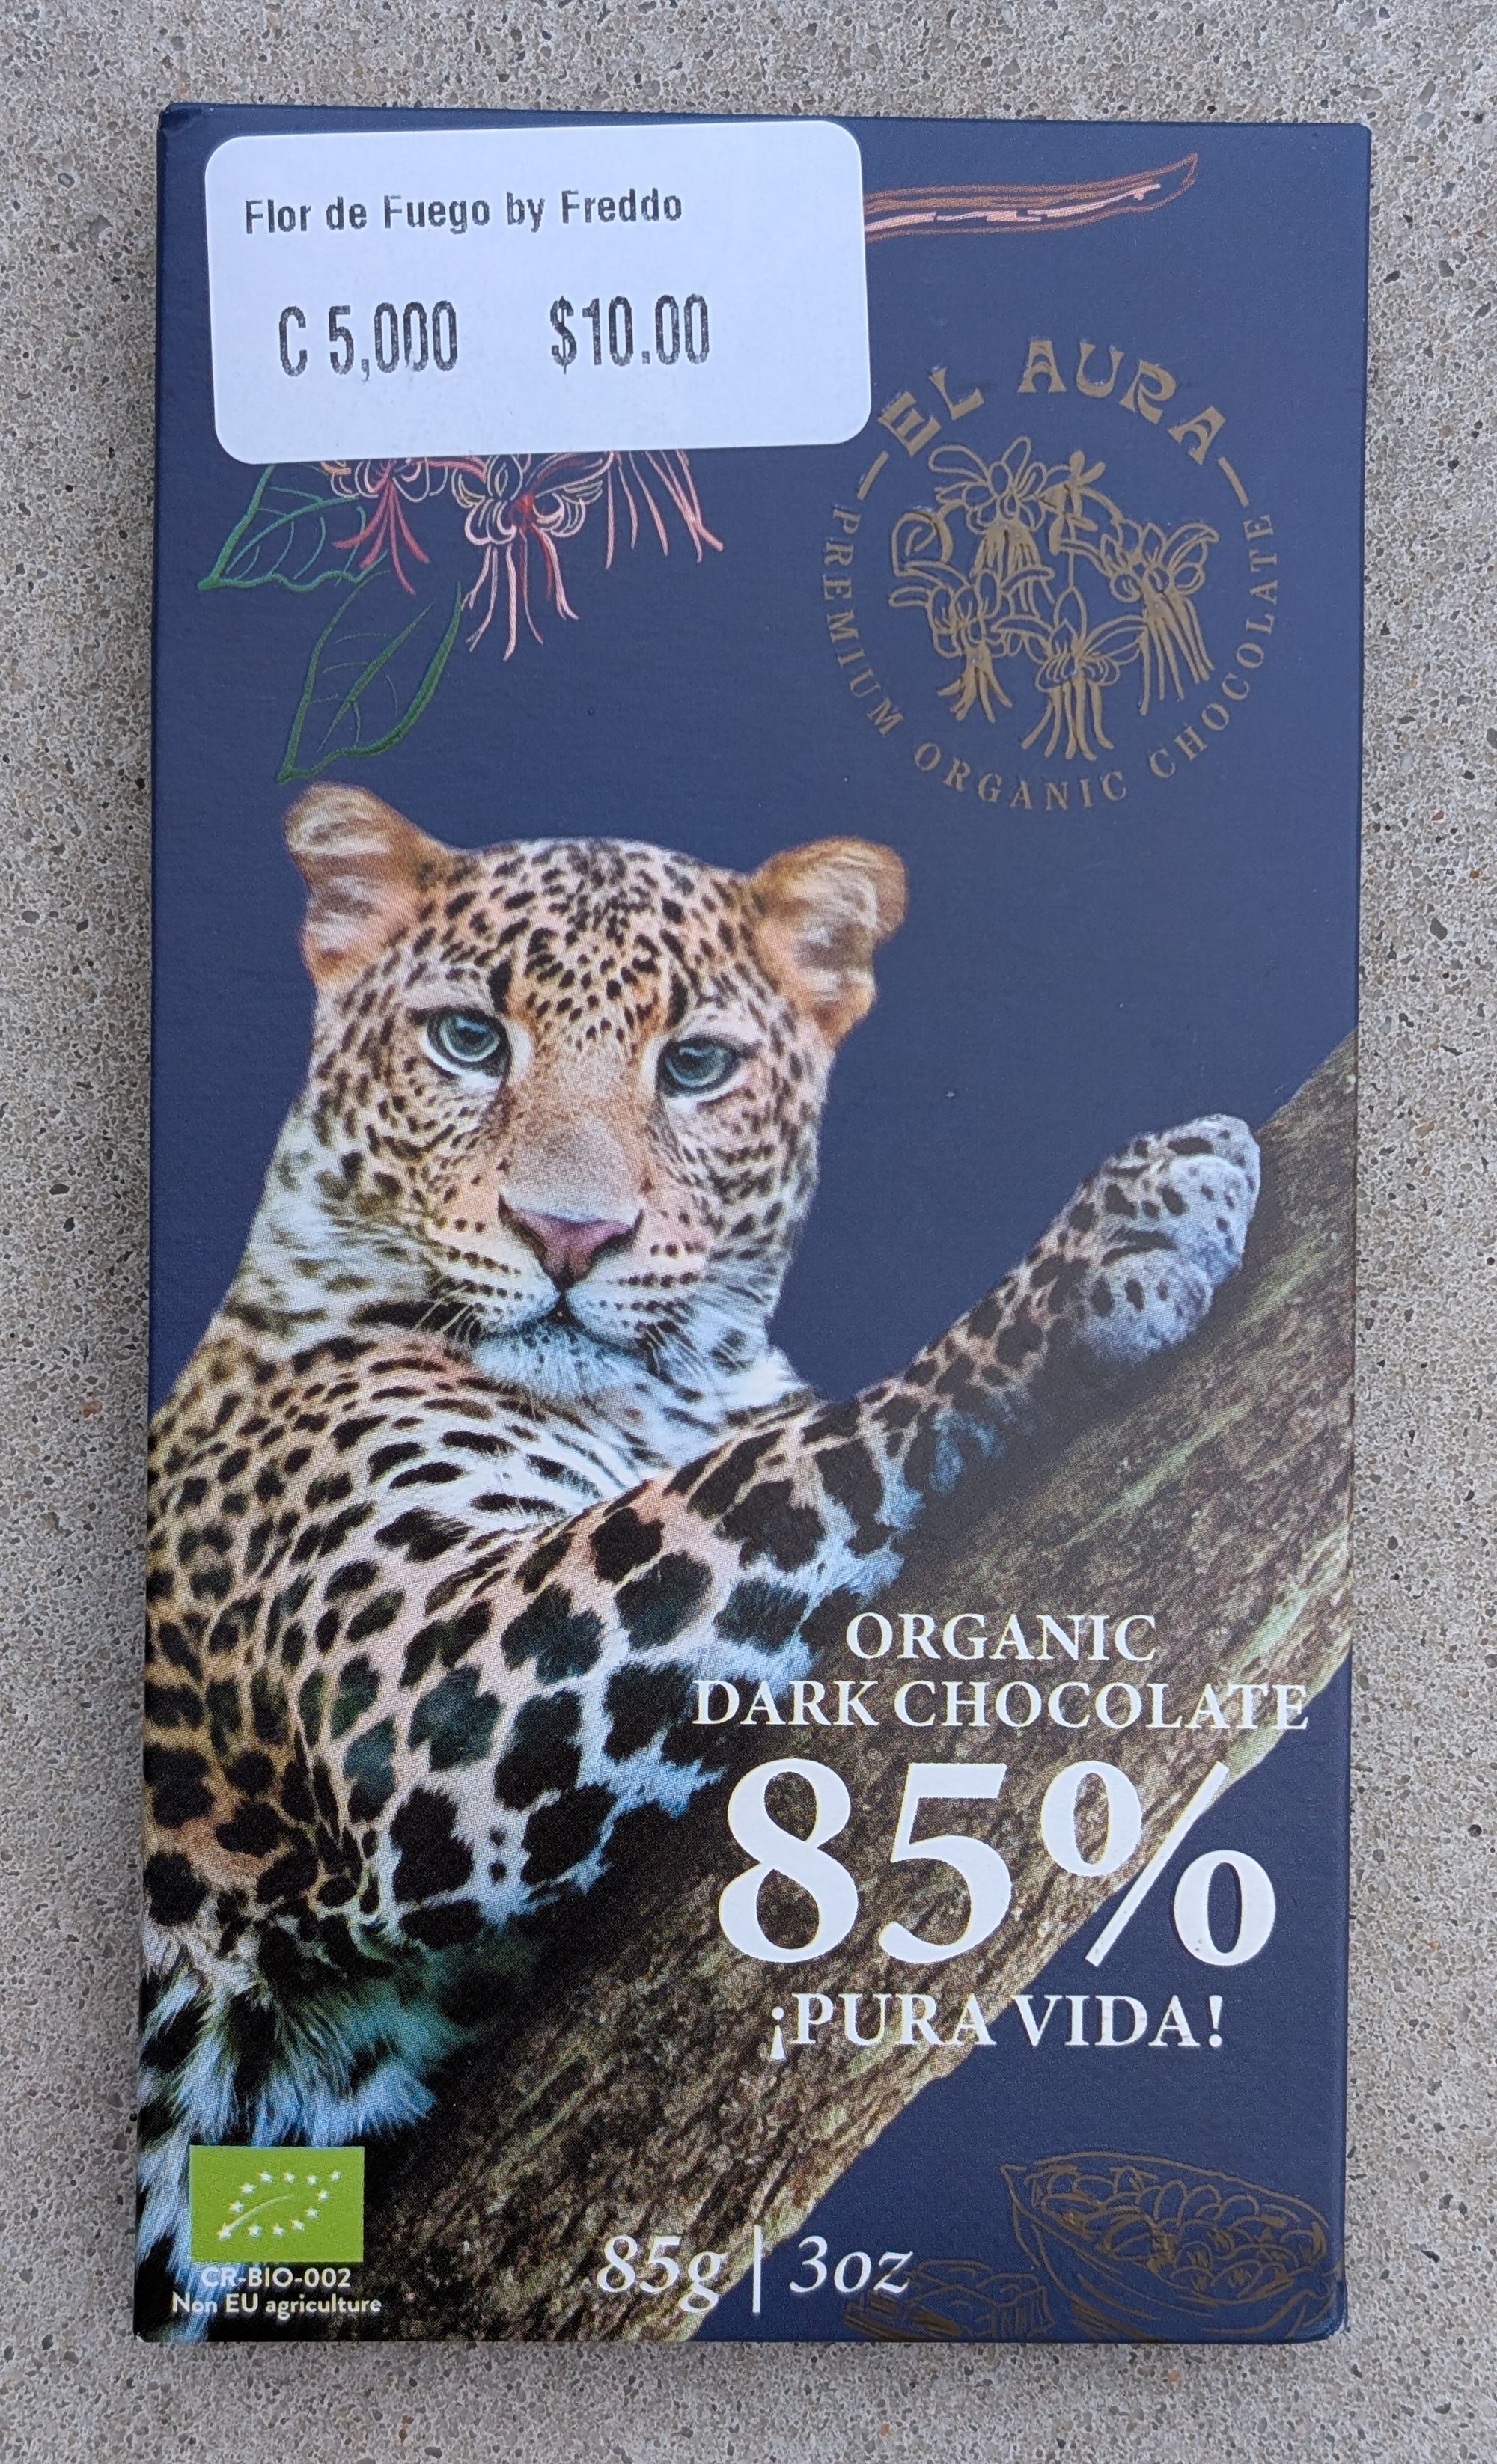 Flor de Fuego by Freddo
C 5,000 $10.00
EL AURA
PREMIUM ORGANIC CHOCOLATE
ORGANIC
DARK CHOCOLATE
85%
¡PURA VIDA!
85g | 3oz
CR-BIO-002
Non EU agriculture